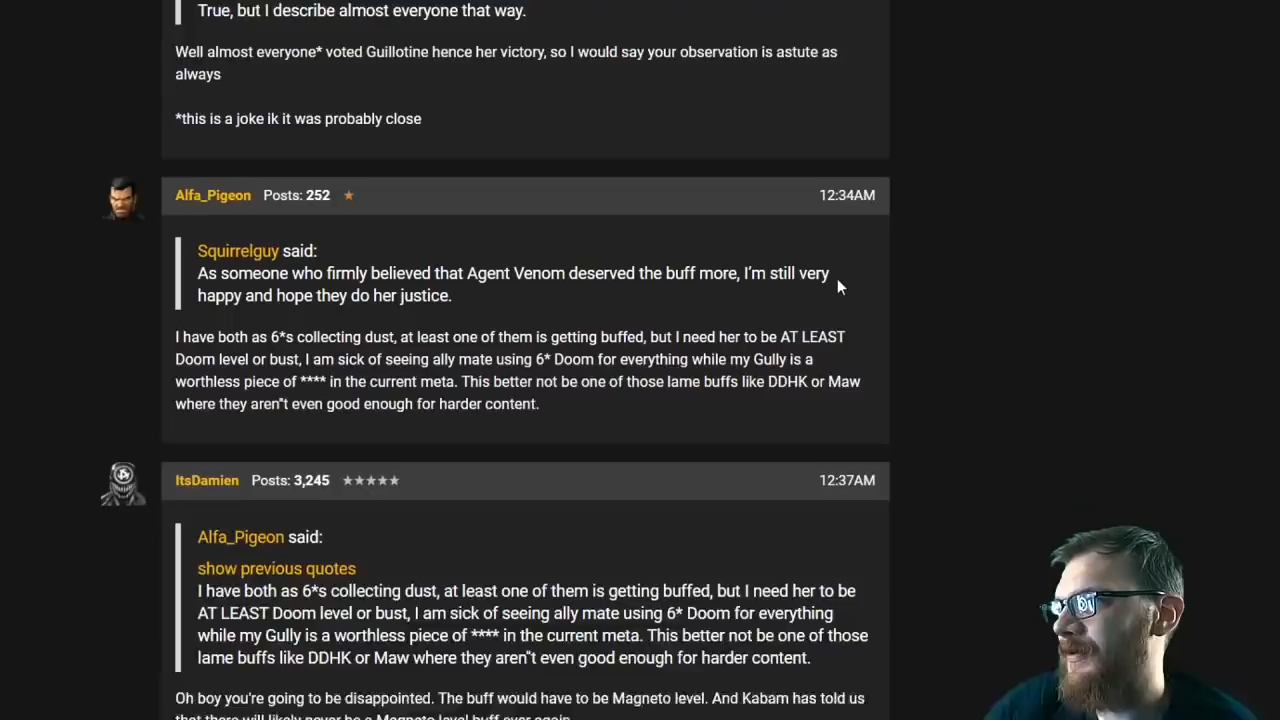 True, but I describe almost everyone that way.
Well almost everyone* voted Guillotine hence her victory, so I would say your observation is astute as
always
*this is a joke ik it was probably close
Alfa_Pigeon Posts: 252 ★ 12:34AM
Squirrelguy said:
As someone who firmly believed that Agent Venom deserved the buff more, I'm still very
happy and hope they do her justice.
I have both as 6*s collecting dust, at least one of them is getting buffed, but I need her to be AT LEAST
Doom level or bust, I am sick of seeing ally mate using 6* Doom for everything while my Gully is a
worthless piece of **** in the current meta. This better not be one of those lame buffs like DDHK or Maw
where they aren"t even good enough for harder content.
ItsDamien Posts: 3,245 ★★★★★ 12:37AM
Alfa_Pigeon said:
show previous quotes
I have both as 6*s collecting dust, at least one of them is getting buffed, but I need her to be
AT LEAST Doom level or bust, I am sick of seeing ally mate using 6* Doom for everything
while my Gully is a worthless piece of **** in the current meta. This better not be one of those
lame buffs like DDHK or Maw where they aren"t even good enough for harder content.
Oh boy you're going to be disappointed. The buff would have to be Magneto level. And Kabam has told us
that there will likely never be a Magneto level buff ever again